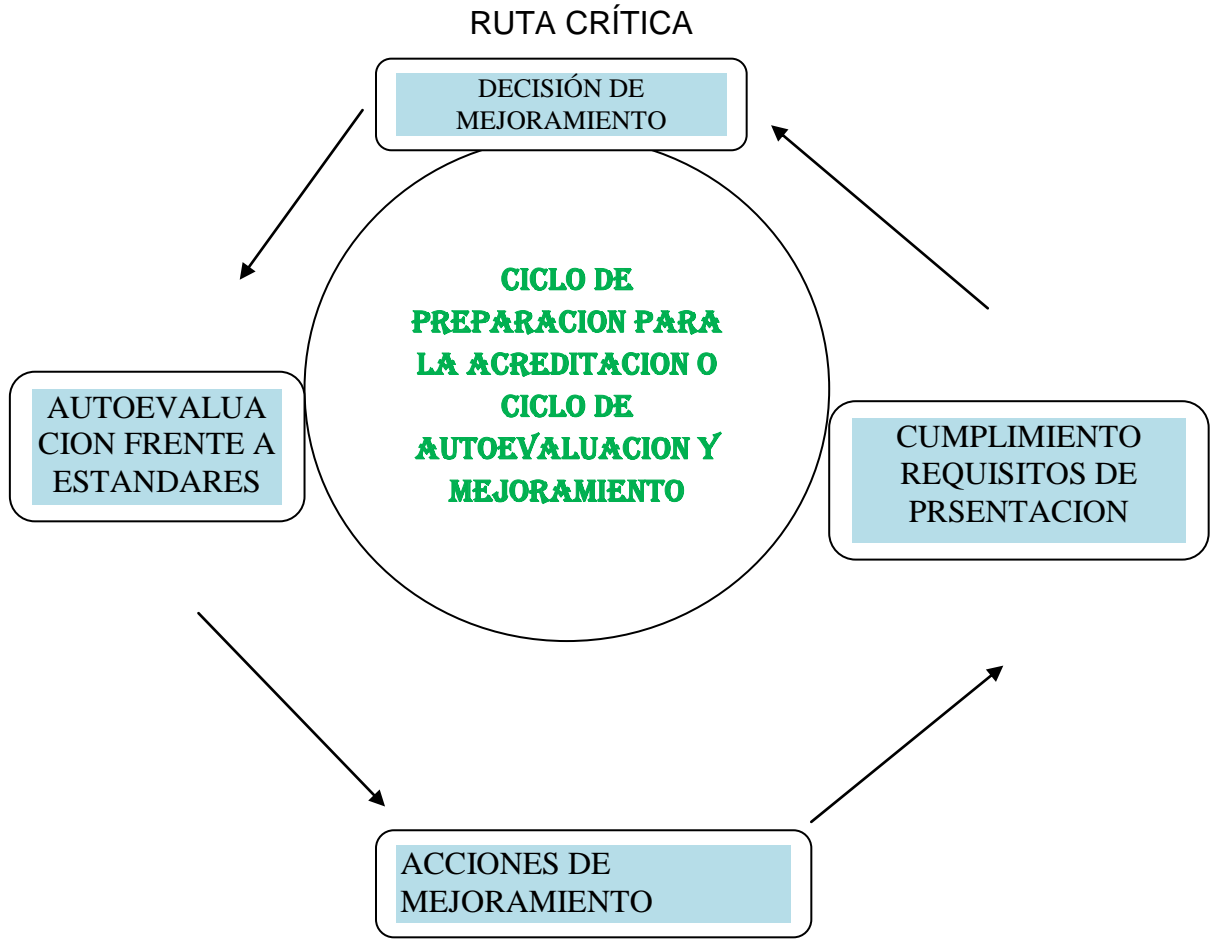 RUTA CRÍTICA
DECISIÓN DE
MEJORAMIENTO
CICLO DE
PREPARACION PARA
LA ACREDITACION O
CICLO DE
AUTOEVALUACION Y
MEJORAMIENTO
AUTOEVALUA
CION FRENTE A
ESTANDARES
CUMPLIMIENTO
REQUISITOS DE
PRSENTACION
ACCIONES DE
MEJORAMIENTO